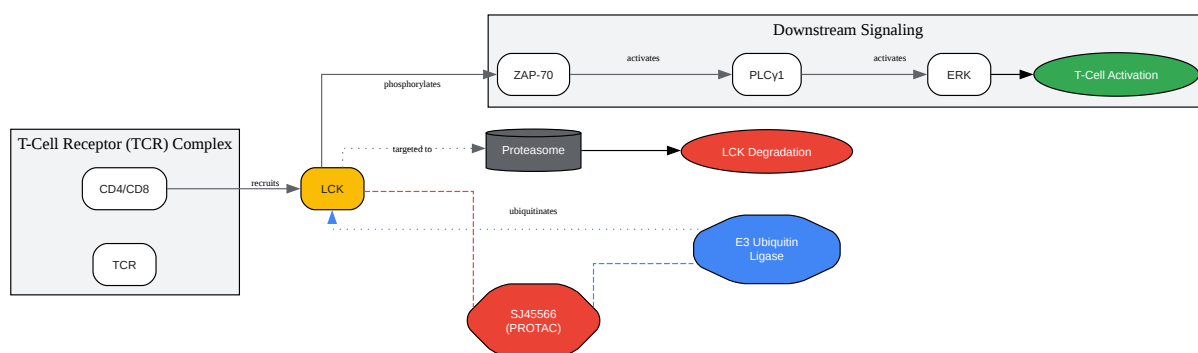 Downstream Signaling
ZAP-70
activates
PLCγ1
activates
ERK
T-Cell Activation
phosphorylates
T-Cell Receptor (TCR) Complex
CD4/CD8
recruits
LCK
targeted to
Proteasome
LCK Degradation
TCR
ubiquitinates
E3 Ubiquitin
Ligase
SJ45566
(PROTAC)